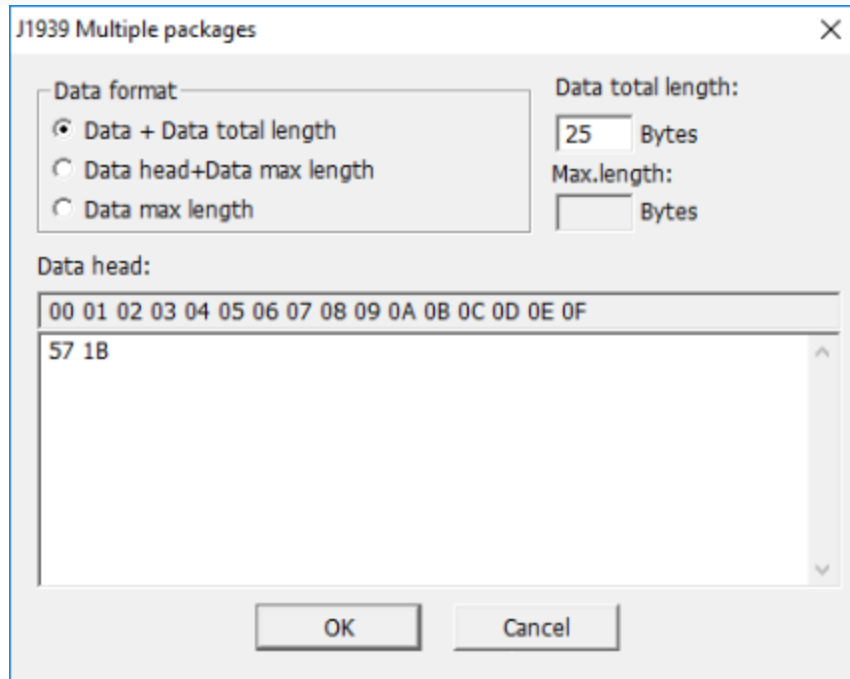 J1939 Multiple packages
Data format
Data + Data total length
Data head+Data max length
Data max length
Data total length:
25 Bytes
Max.length:
Bytes
Data head:
00 01 02 03 04 05 06 07 08 09 0A 0B 0C 0D 0E 0F
57 1B
OK Cancel